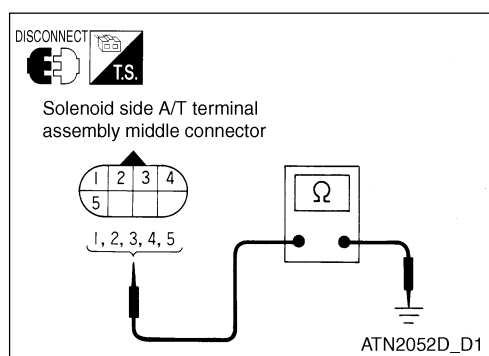 DISCONNECT
T.S.
Solenoid side A/T terminal
assembly middle connector
1 2 3 4
5
Ω
1, 2, 3, 4, 5
ATN2052D_D1